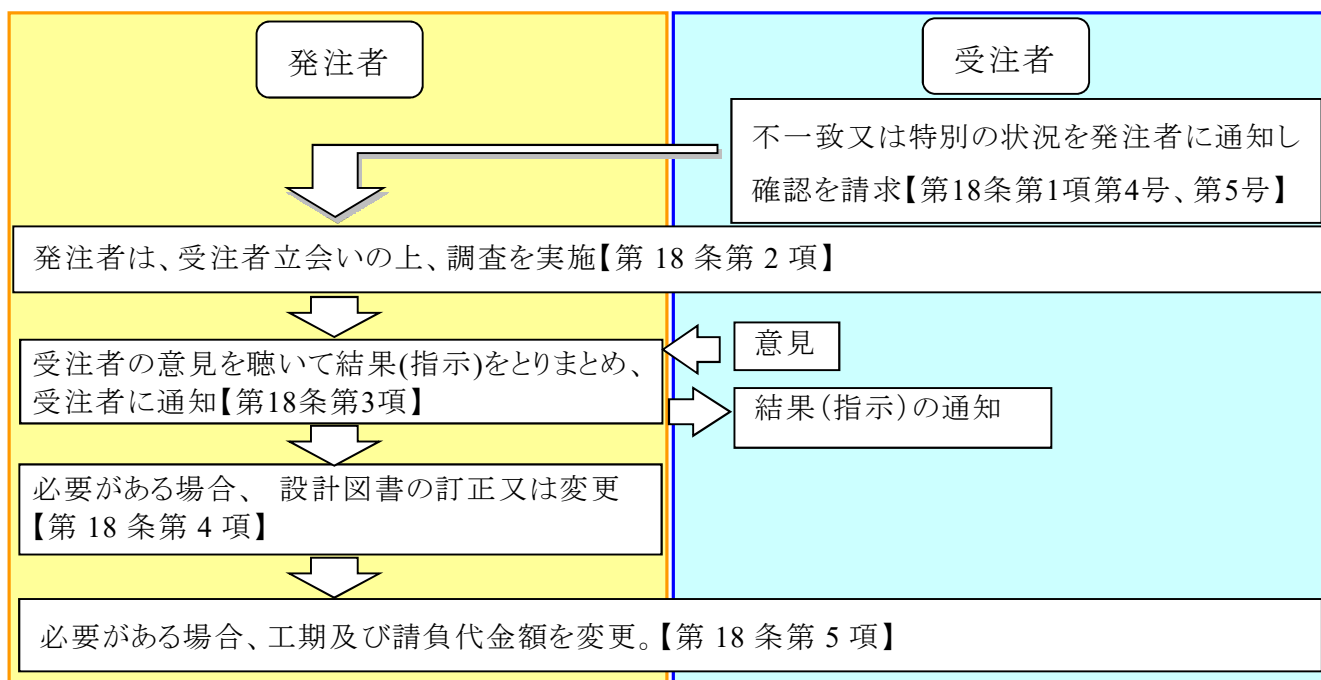 発注者
受注者
不一致又は特別の状況を発注者に通知し
確認を請求【第18条第1項第4号、第5号】
発注者は、受注者立会いの上、調査を実施【第 18 条第 2 項】
受注者の意見を聴いて結果(指示)をとりまとめ、
受注者に通知【第18条第3項】
意見
結果(指示)の通知
必要がある場合、 設計図書の訂正又は変更
【第 18 条第 4 項】
必要がある場合、工期及び請負代金額を変更。【第 18 条第 5 項】